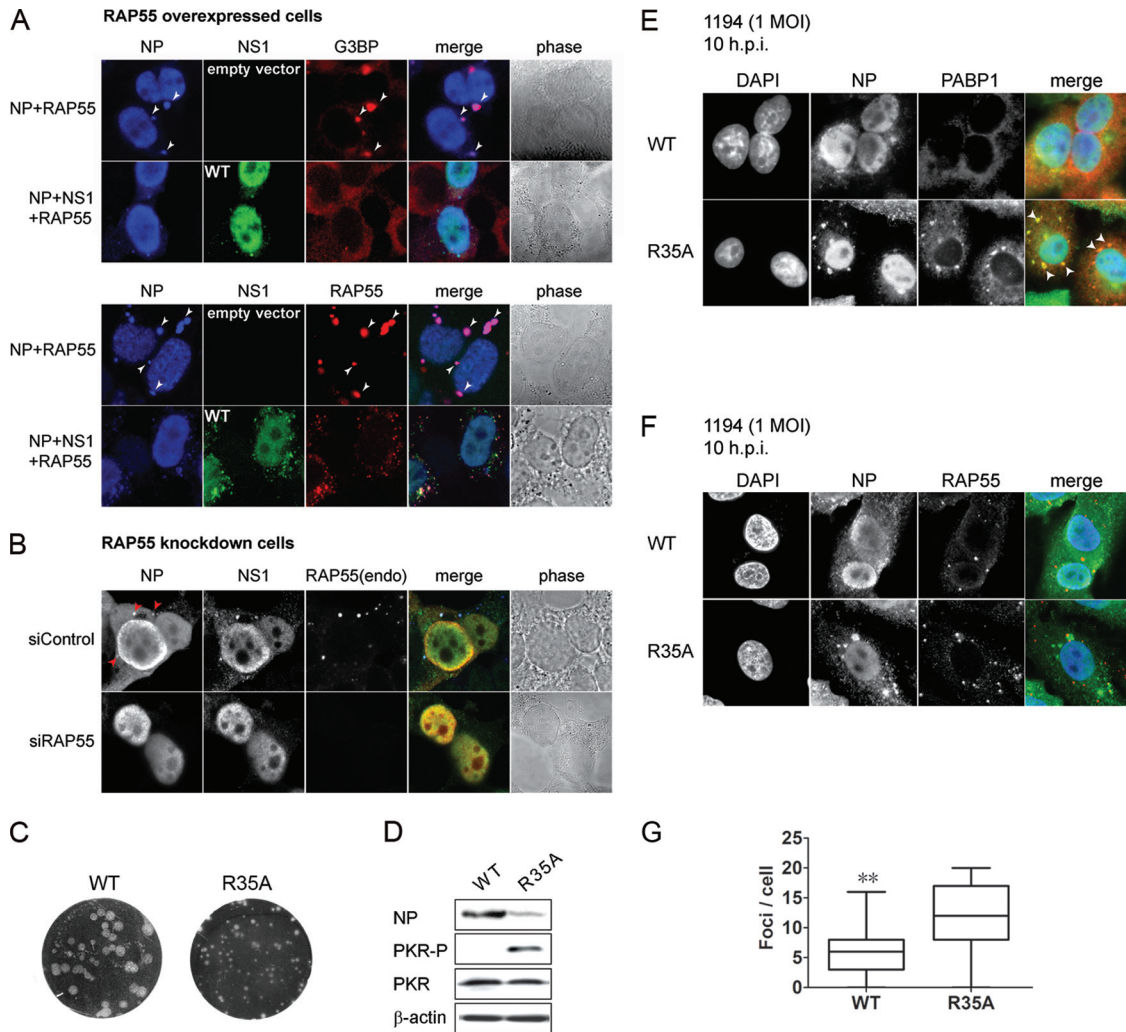 A
RAP55 overexpressed cells
NP NS1 G3BP merge phase
empty vector
NP+RAP55
WT
NP+NS1
+RAP55
NP NS1 RAP55 merge phase
empty vector
NP+RAP55
WT
NP+NS1
+RAP55
B
RAP55 knockdown cells
NP NS1 RAP55(endo) merge phase
siControl
siRAP55
C
WT R35A
D
WT R35A
NP
PKR-P
PKR
β-actin
E
1194 (1 MOI)
10 h.p.i.
DAPI NP PABP1 merge
WT
R35A
F
1194 (1 MOI)
10 h.p.i.
DAPI NP RAP55 merge
WT
R35A
G
Foci / cell
25
20
15
10
5
0
**
WT R35A